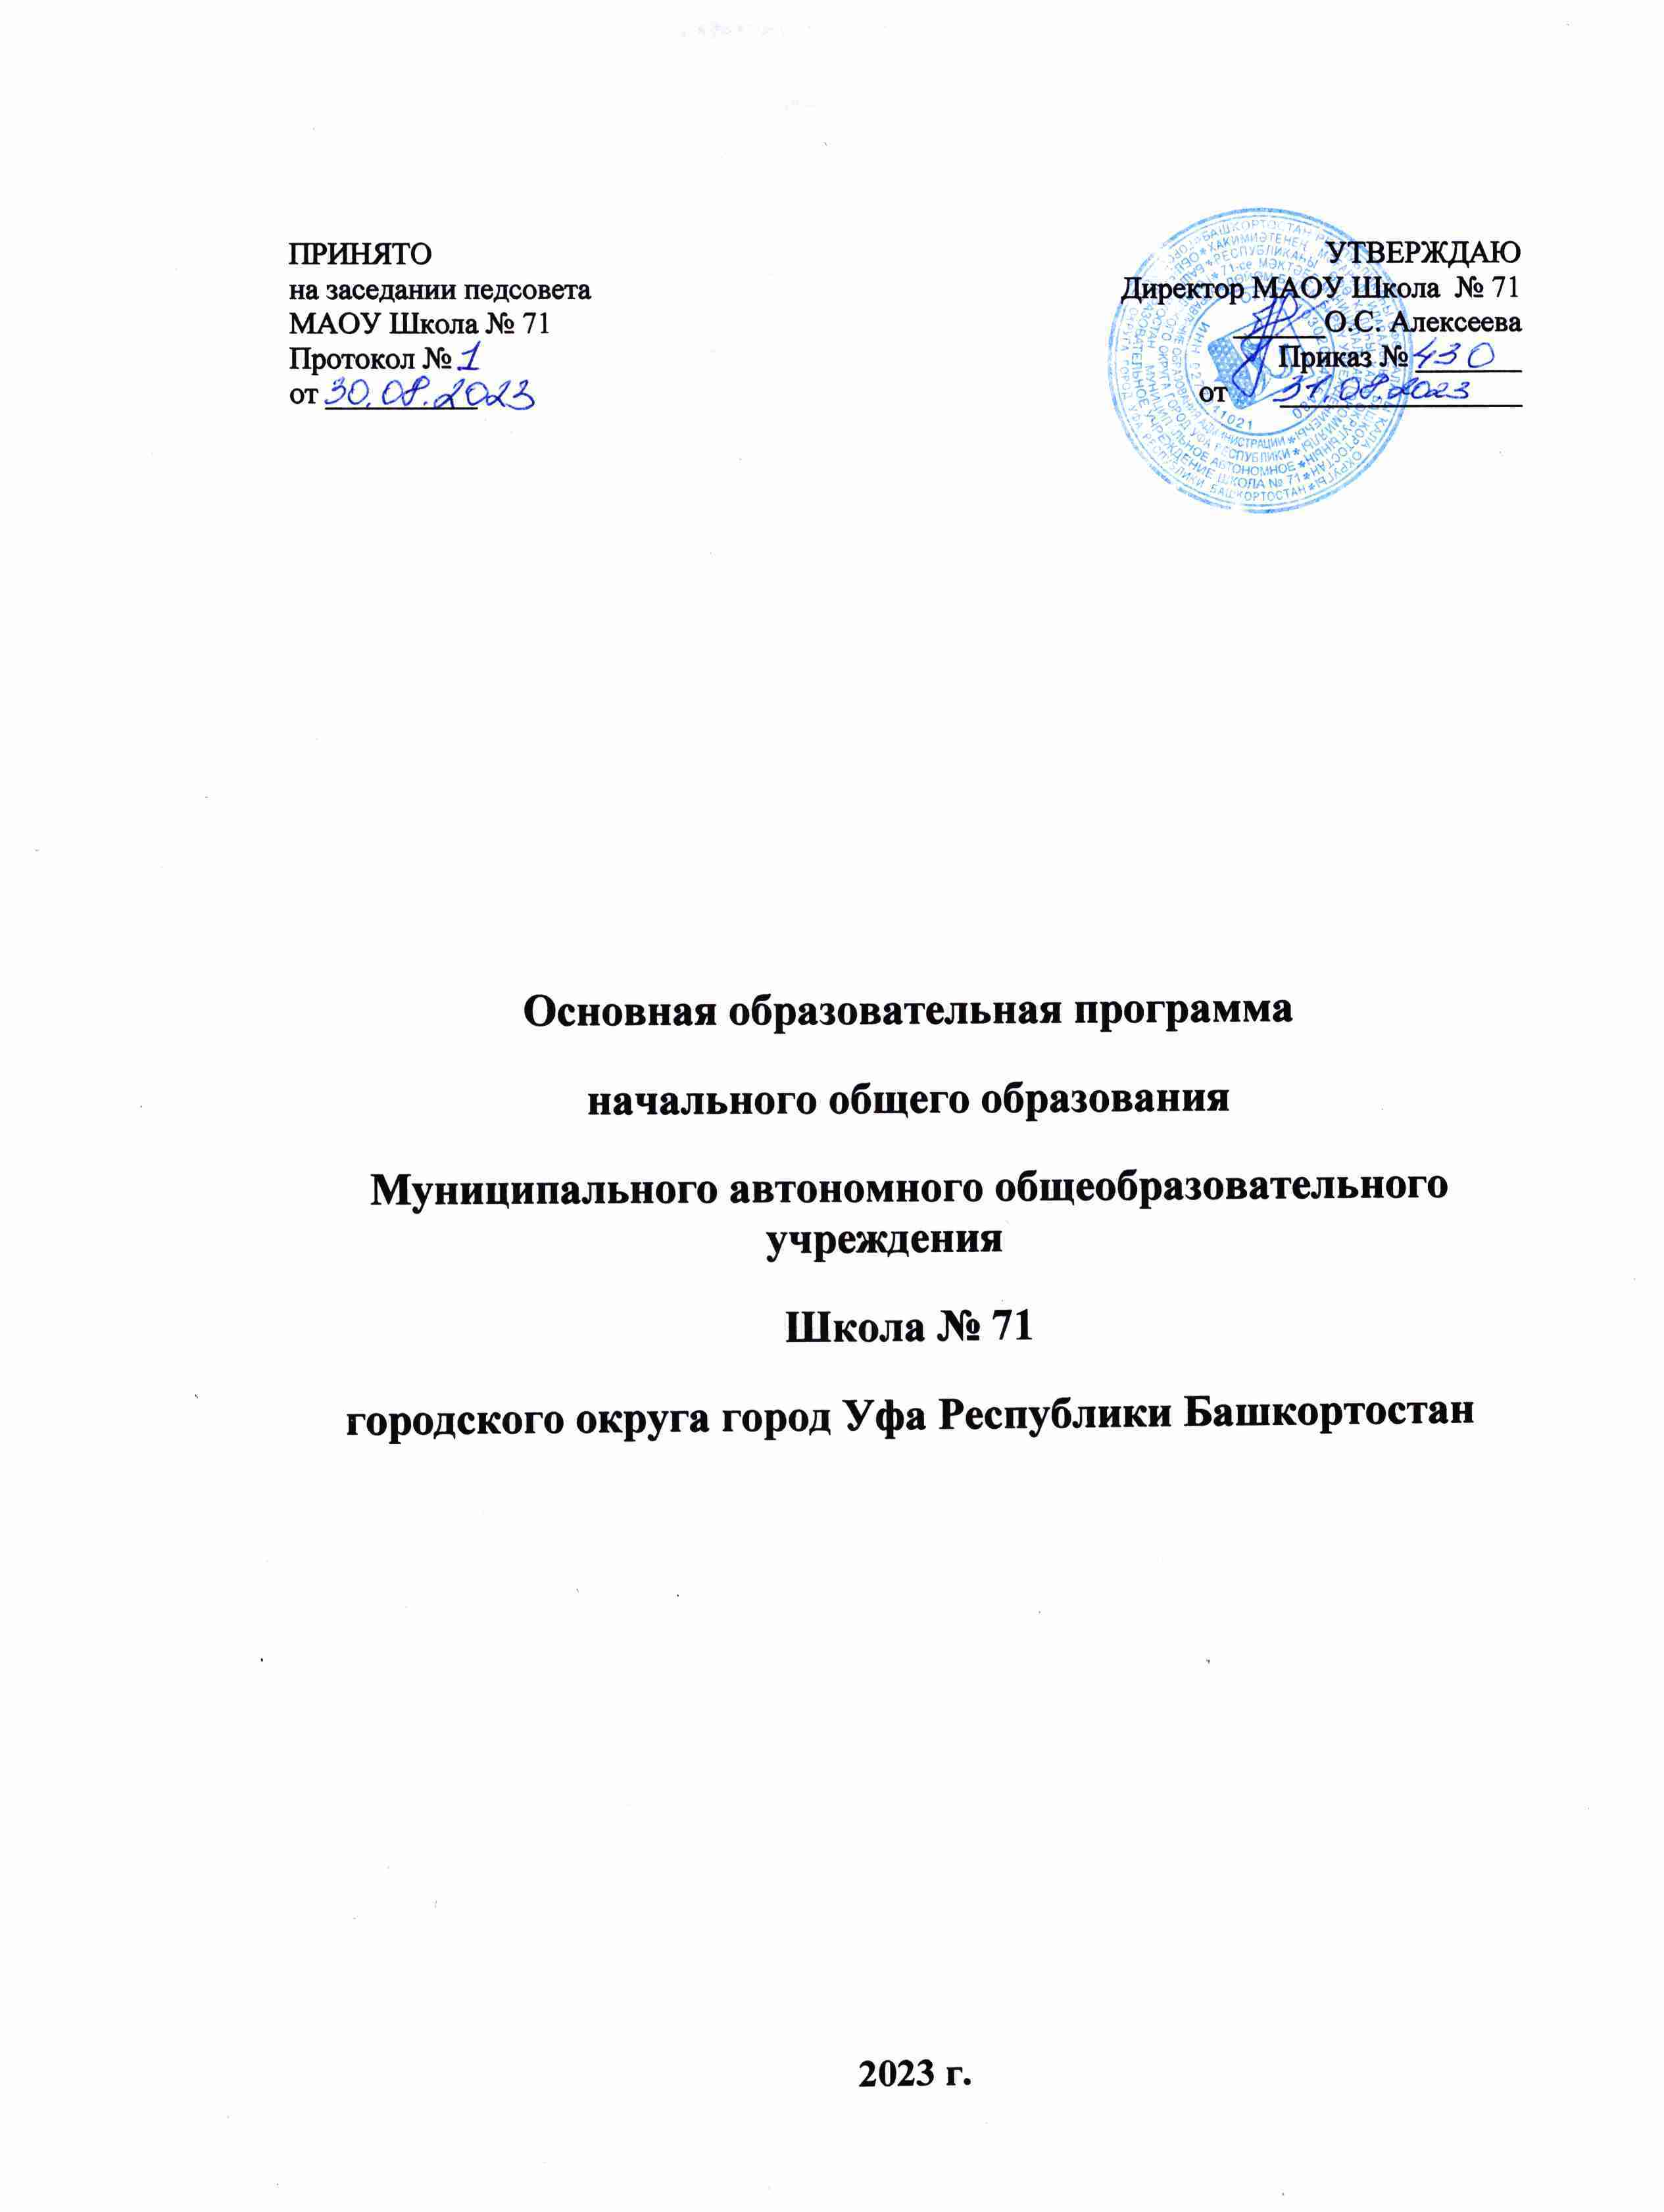 ПРИНЯТО
на заседании педсовета
МАОУ Школа № 71
Протокол № 1
от 30.08.2023
УТВЕРЖДАЮ
Директор МАОУ Школа № 71
О.С. Алексеева
Приказ № 430
от 31.08.2023
Основная образовательная программа
начального общего образования
Муниципального автономного общеобразовательного
учреждения
Школа № 71
городского округа город Уфа Республики Башкортостан
2023 г.